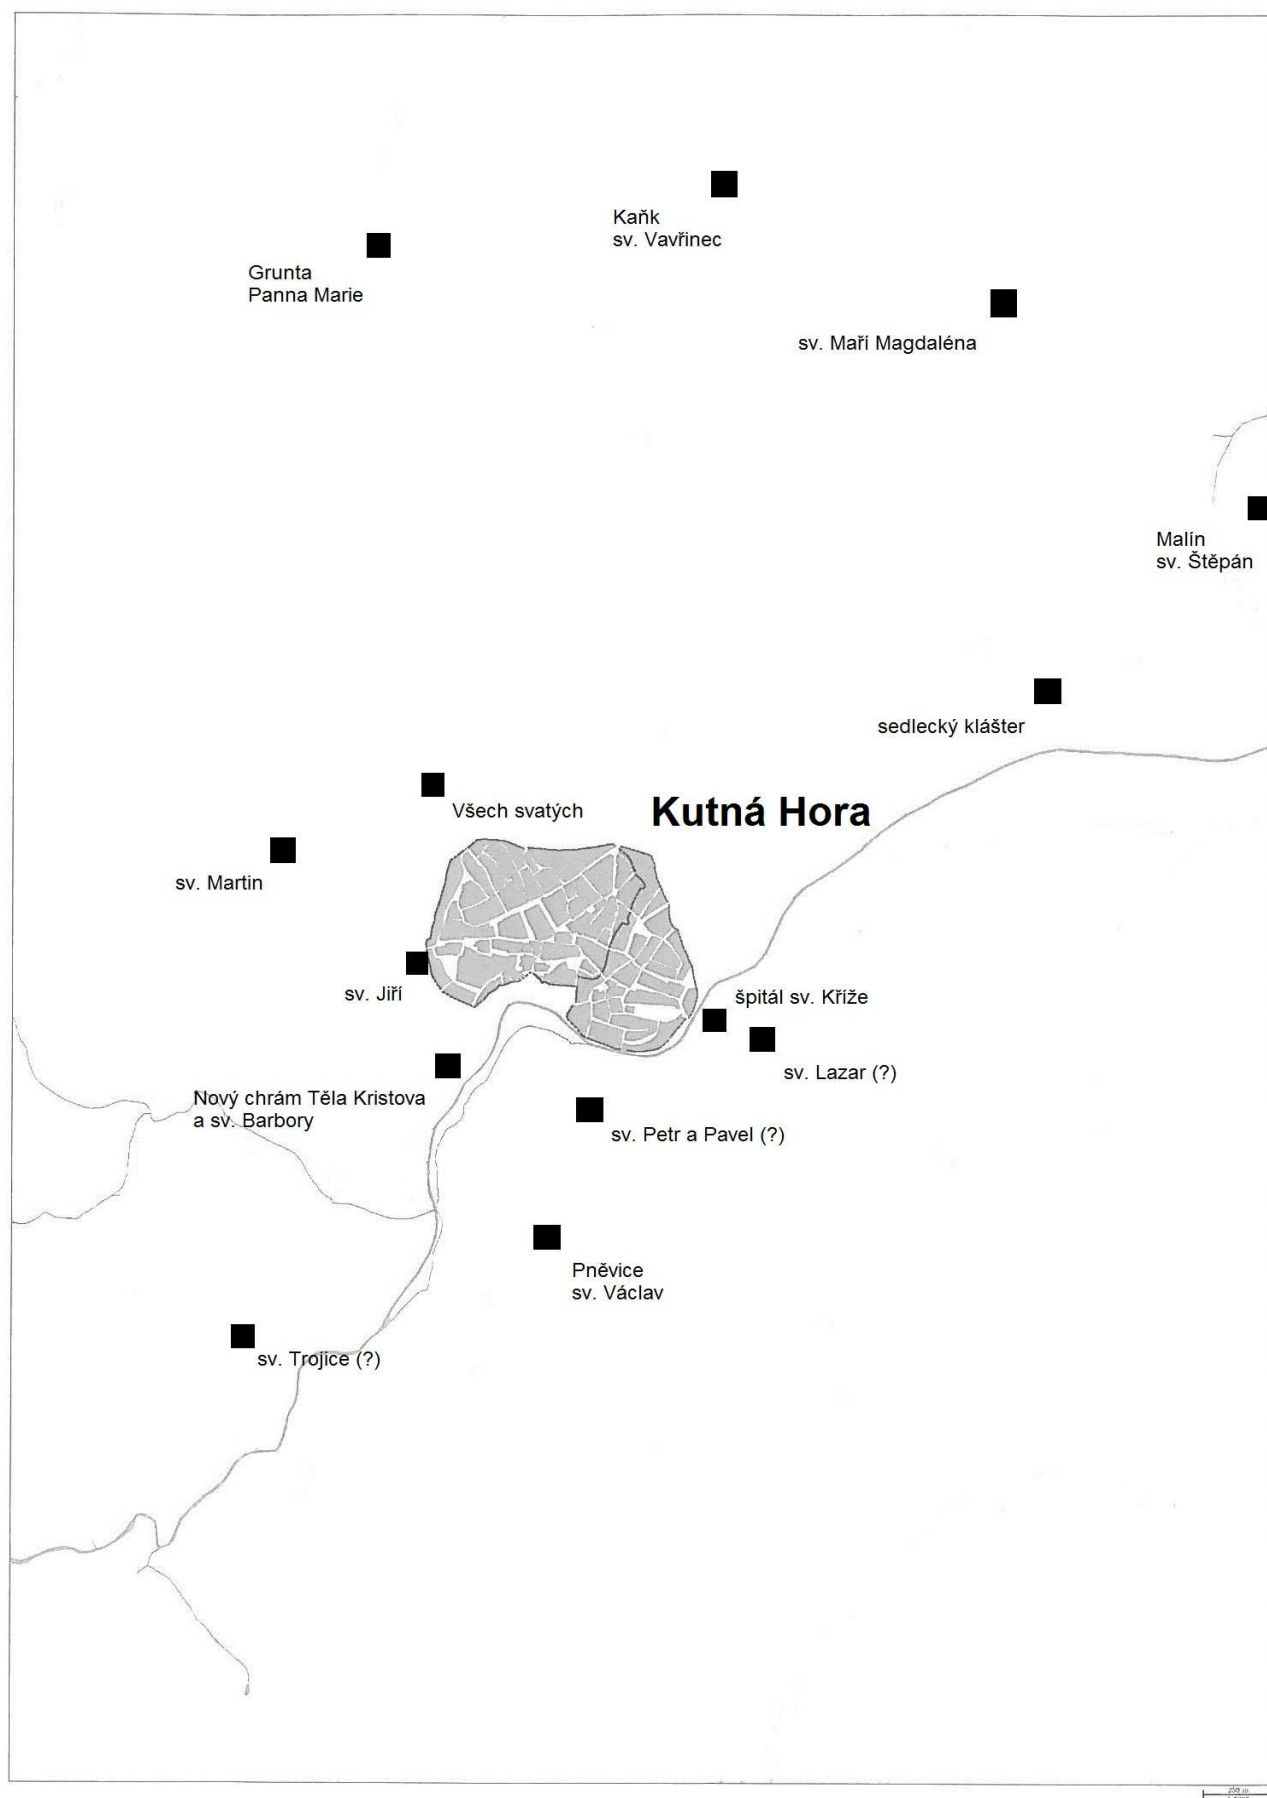 Kaňk
sv. Vavřinec
Grunta
Panna Marie
sv. Maří Magdaléna
Malín
sv. Štěpán
sedlecký klášter
Všech svatých
Kutná Hora
sv. Martin
sv. Jiří
špitál sv. Kříže
sv. Lazar (?)
Nový chrám Těla Kristova
a sv. Barbory
sv. Petr a Pavel (?)
Pněvice
sv. Václav
sv. Trojice (?)
250 m